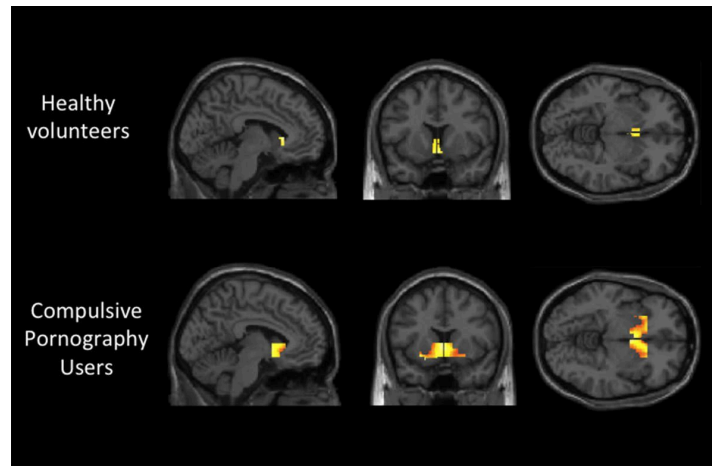 Healthy
volunteers
Compulsive
Pornography
Users